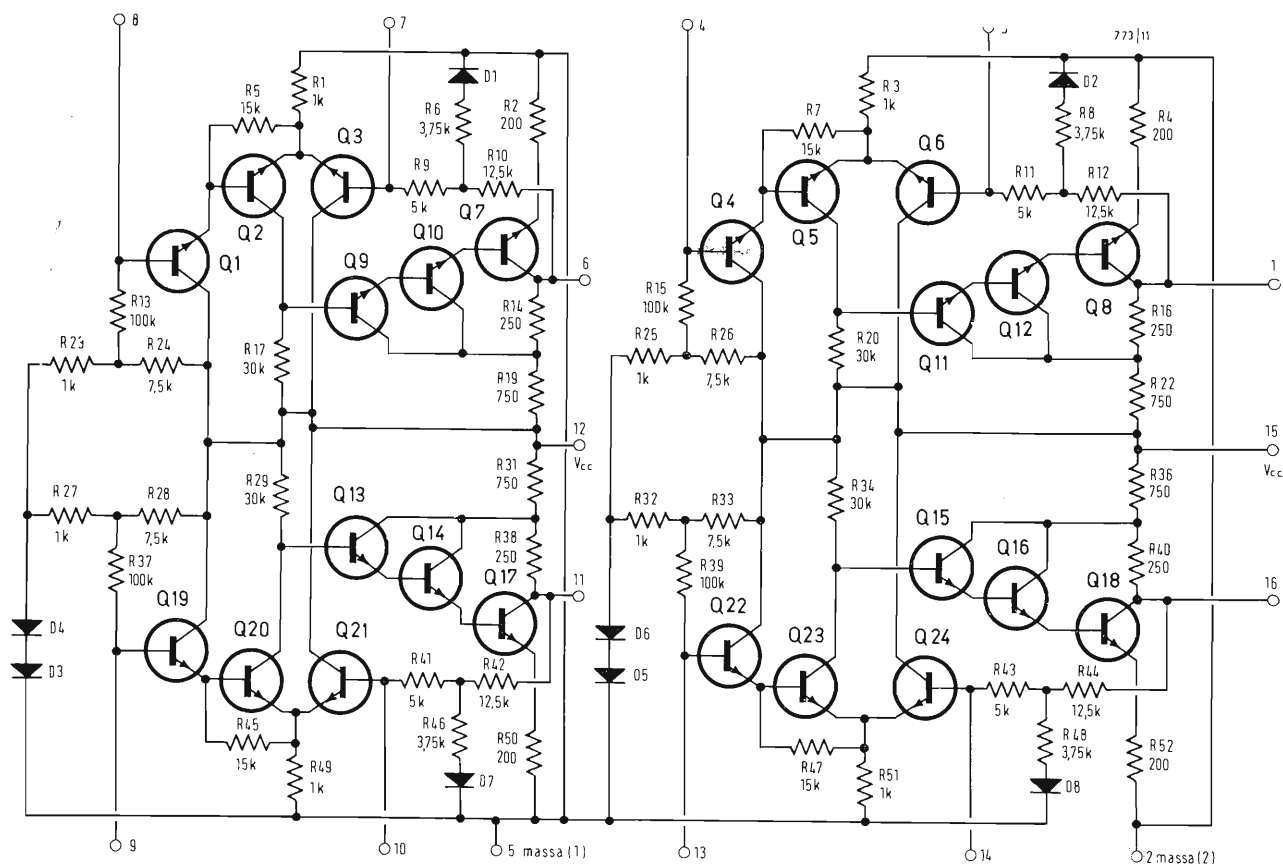 8
7
4
773/11
R5
15k
R1
1k
Q3
D1
R6
3,75k
R2
200
R7
15k
R3
1k
Q6
D2
R8
3,75k
R4
200
Q2
R9
5k
R10
12,5k
Q4
Q5
R11
5k
R12
12,5k
Q1
Q9
Q10
Q7
6
Q11
Q12
Q8
1
R13
100k
R14
250
R15
100k
R16
250
R23
1k
R24
7,5k
R17
30k
R19
750
R25
1k
R26
7,5k
R20
30k
R22
750
12
Vcc
15
Vcc
R27
1k
R28
7,5k
R29
30k
R31
750
R32
1k
R33
7,5k
R34
30k
R36
750
Q13
Q14
R38
250
Q15
Q16
R40
250
R37
100k
Q17
11
R39
100k
Q18
16
Q19
Q20
Q21
Q22
Q23
Q24
D4
D3
D6
D5
R41
5k
R42
12,5k
R43
5k
R44
12,5k
R45
15k
R46
3,75k
R50
200
R47
15k
R48
3,75k
R52
200
R49
1k
D7
R51
1k
D8
9
10
5 massa (1)
13
14
2 massa (2)